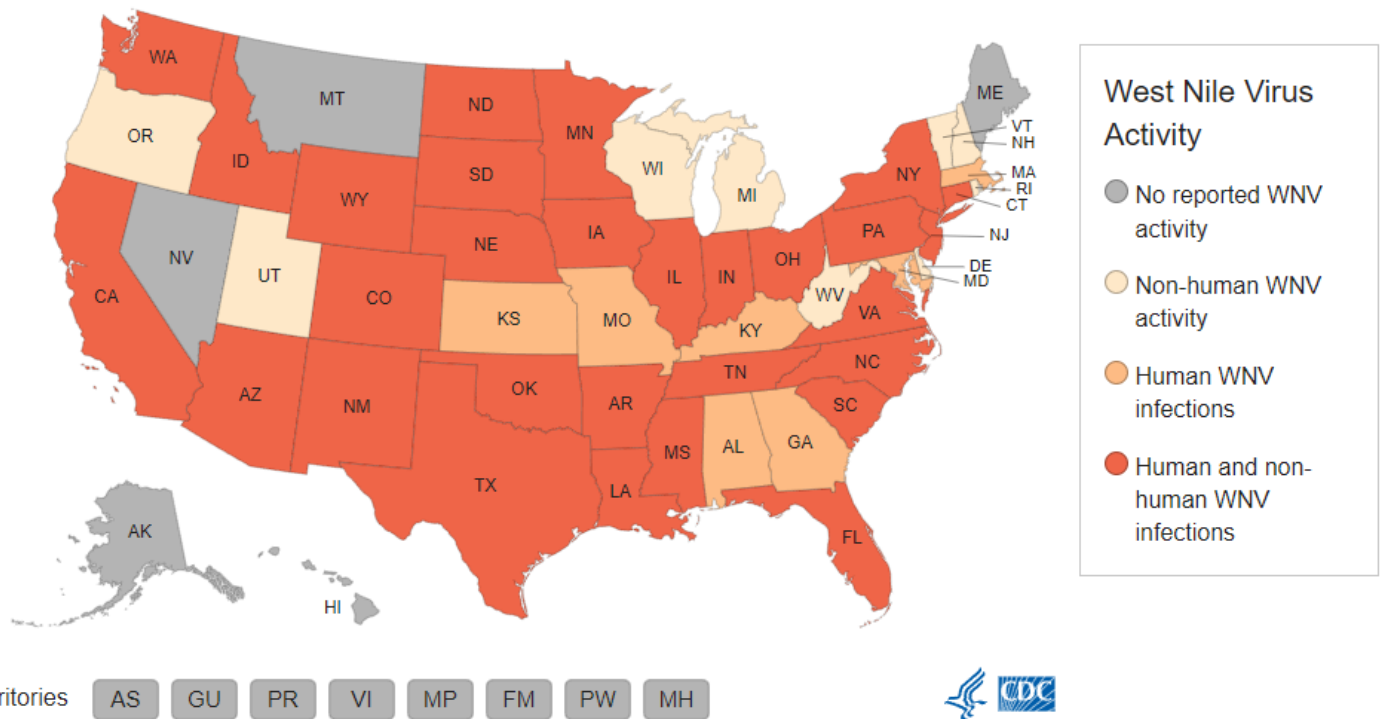 WA
MT
ND
MN
ME
VT
NH
OR
ID
SD
WI
MI
NY
MA
RI
CT
WY
IA
NE
PA
NJ
NV
UT
CO
IL
IN
OH
DE
MD
WV
CA
KS
MO
KY
VA
AZ
NM
OK
AR
TN
NC
SC
MS
AL
GA
TX
LA
FL
AK
HI
West Nile Virus
Activity
No reported WNV
activity
Non-human WNV
activity
Human WNV
infections
Human and non-
human WNV
infections
ritories AS GU PR VI MP FM PW MH
CDC